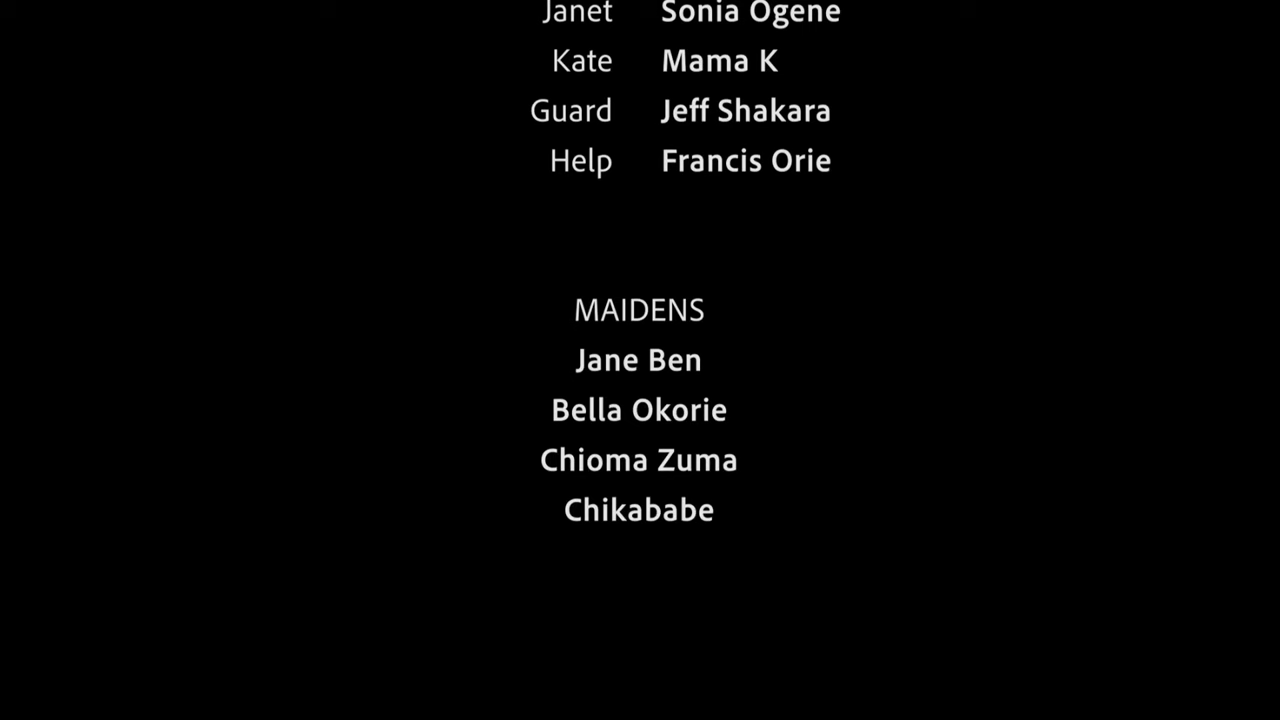 Janet Sonia Ogene
Kate Mama K
Guard Jeff Shakara
Help Francis Orie
MAIDENS
Jane Ben
Bella Okorie
Chioma Zuma
Chikababe